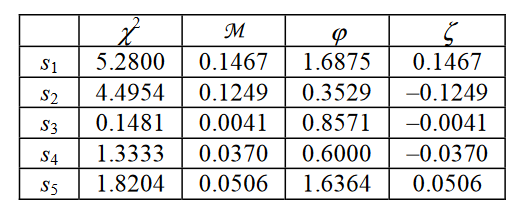 χ² ℳ φ ζ
s₁ 5.2800 0.1467 1.6875 0.1467
s₂ 4.4954 0.1249 0.3529 –0.1249
s₃ 0.1481 0.0041 0.8571 –0.0041
s₄ 1.3333 0.0370 0.6000 –0.0370
s₅ 1.8204 0.0506 1.6364 0.0506